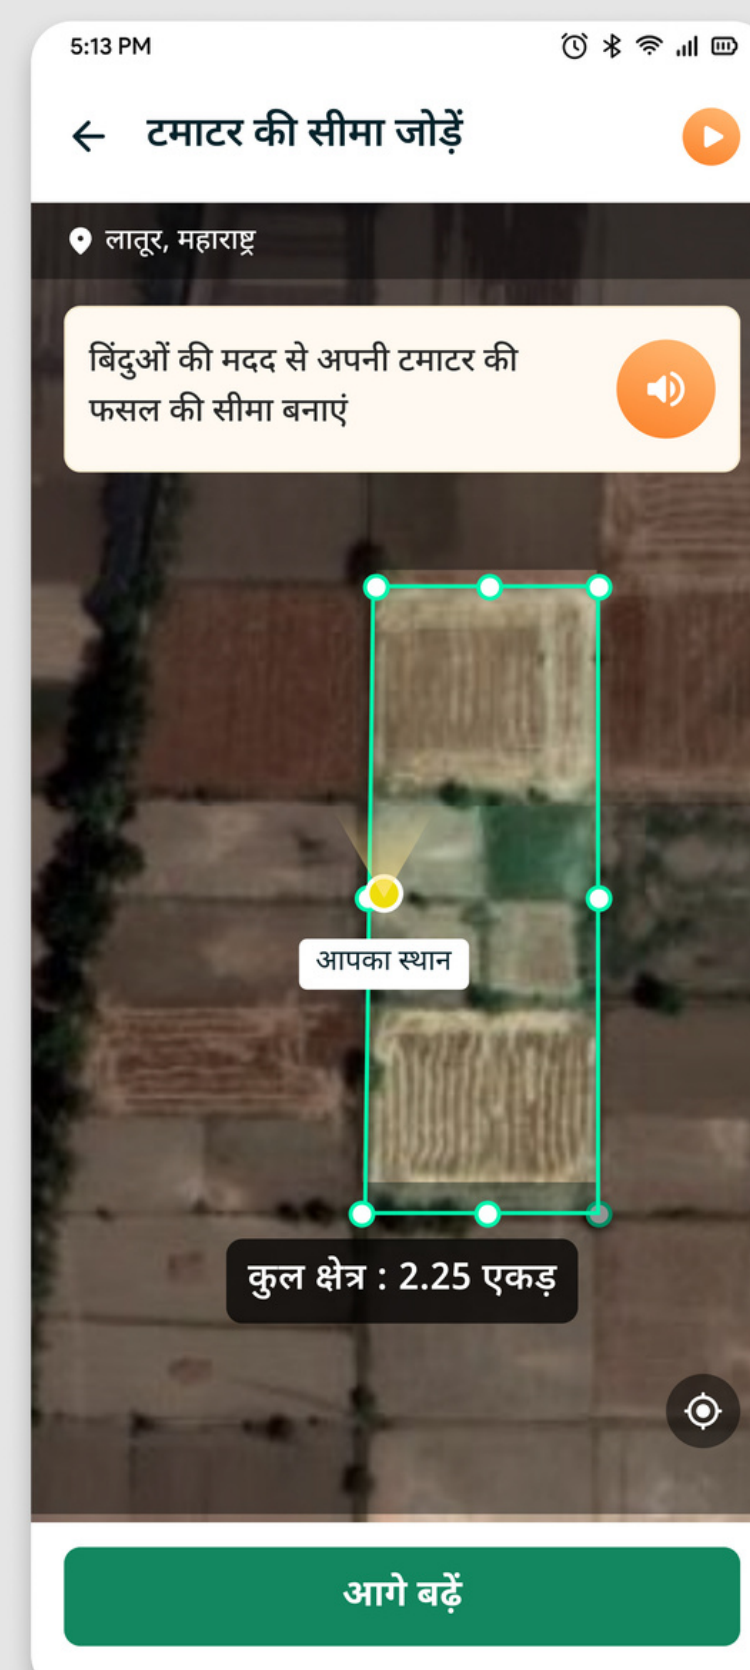 5:13 PM
टमाटर की सीमा जोड़ें
लातूर, महाराष्ट्र
बिंदुओं की मदद से अपनी टमाटर की
फसल की सीमा बनाएं
आपका स्थान
कुल क्षेत्र : 2.25 एकड़
आगे बढ़ें